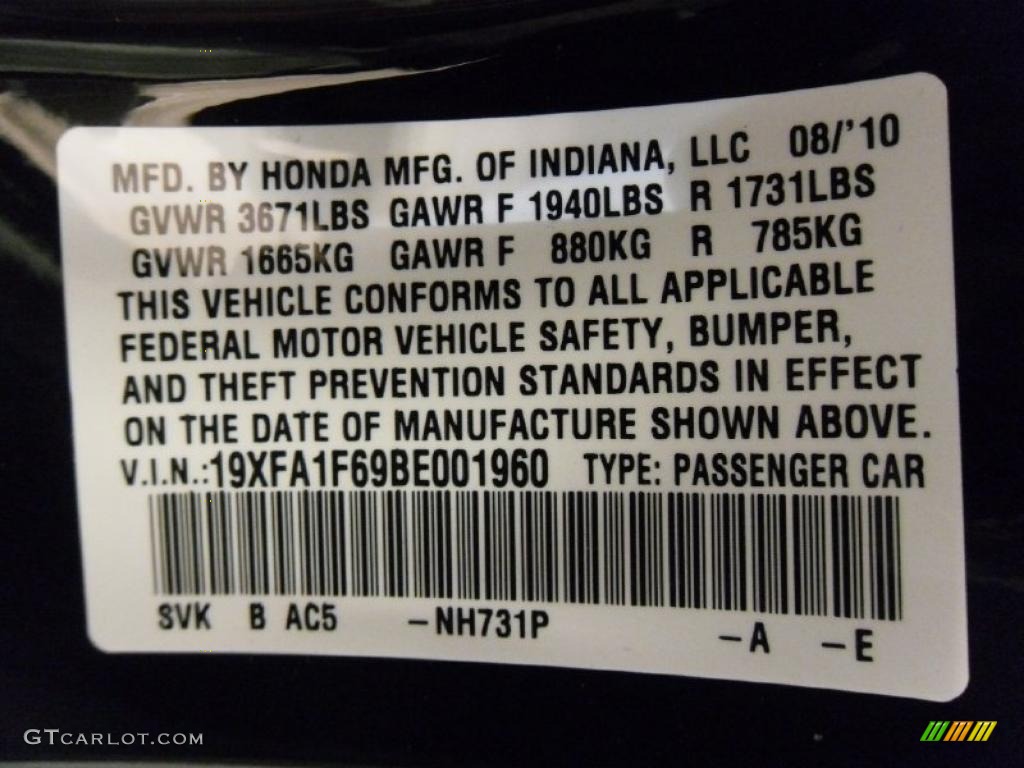 MFD. BY HONDA MFG. OF INDIANA, LLC 08/'10
GVWR 3671LBS GAWR F 1940LBS R 1731LBS
GVWR 1665KG GAWR F 880KG R 785KG
THIS VEHICLE CONFORMS TO ALL APPLICABLE
FEDERAL MOTOR VEHICLE SAFETY, BUMPER,
AND THEFT PREVENTION STANDARDS IN EFFECT
ON THE DATE OF MANUFACTURE SHOWN ABOVE.
V.I.N.:19XFA1F69BE001960 TYPE: PASSENGER CAR
SVK B AC5 -NH731P -A -E
GTCARLOT.COM